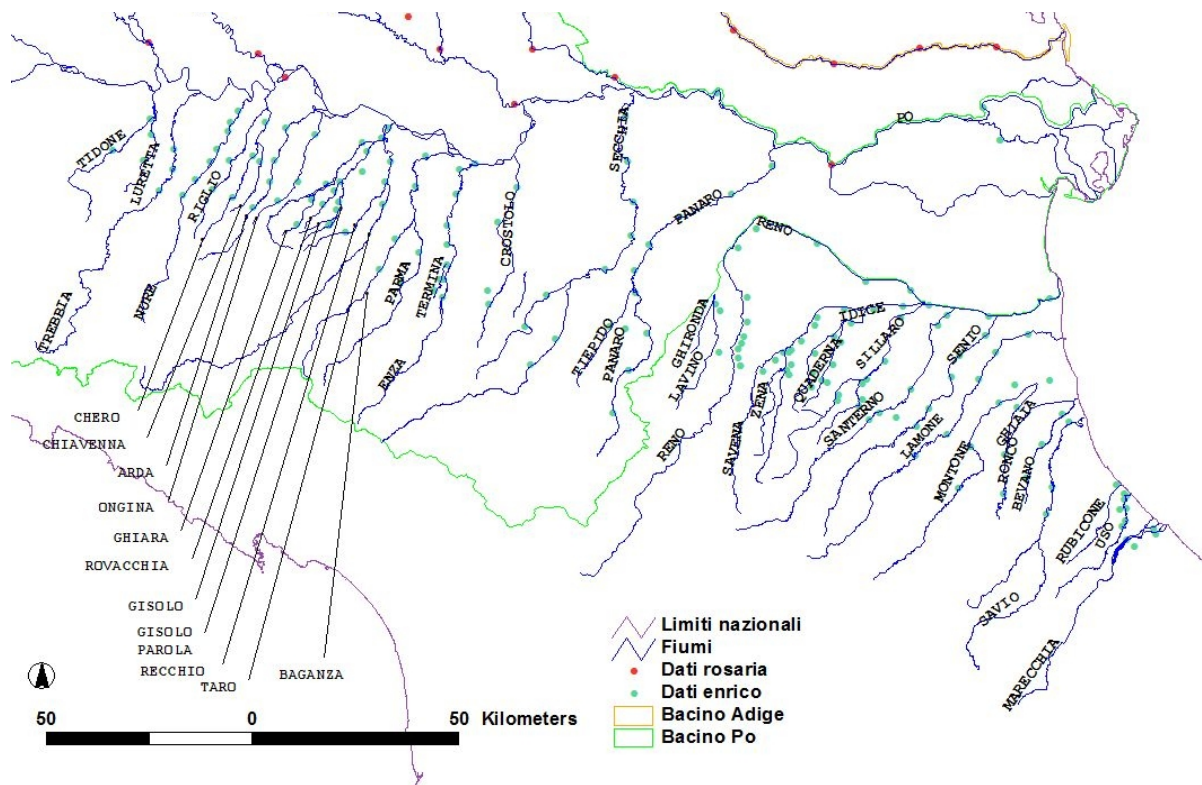 PO
TIDONE
LURETTA
RIGLIO
SECCHIA
PANARO
CROSTOLO
RENO
TREBBIA
NURE
PARMA
TERMINA
ENZA
TIEPIDO
PANARO
GHIRONDA
LAVINO
RENO
SAVENA
ZENA
IDICE
QUADERNA
SILLARO
SANTERNO
SENIO
LAMONE
MONTONE
GHIAIA
RONCO
BEVANO
RUBICONE
USO
SAVIO
MARECCHIA
CHERO
CHIAVENNA
ARDA
ONGINA
GHIARA
ROVACCHIA
GISOLO
GISOLO
PAROLA
RECCHIO
TARO
BAGANZA
Limiti nazionali
Fiumi
Dati rosaria
Dati enrico
Bacino Adige
Bacino Po
50 0 50 Kilometers